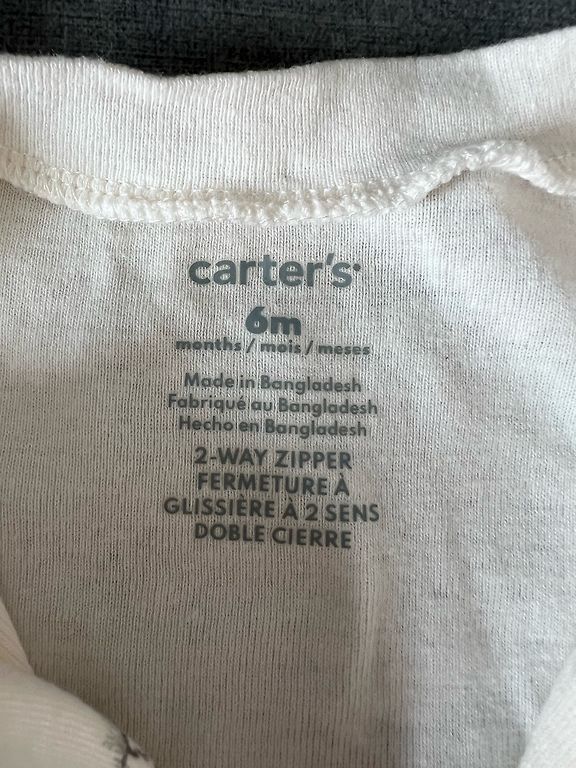 carter's
6m
months / mois / meses
Made in Bangladesh
Fabriqué au Bangladesh
Hecho en Bangladesh
2-WAY ZIPPER
FERMETURE À
GLISSIÈRE À 2 SENS
DOBLE CIERRE